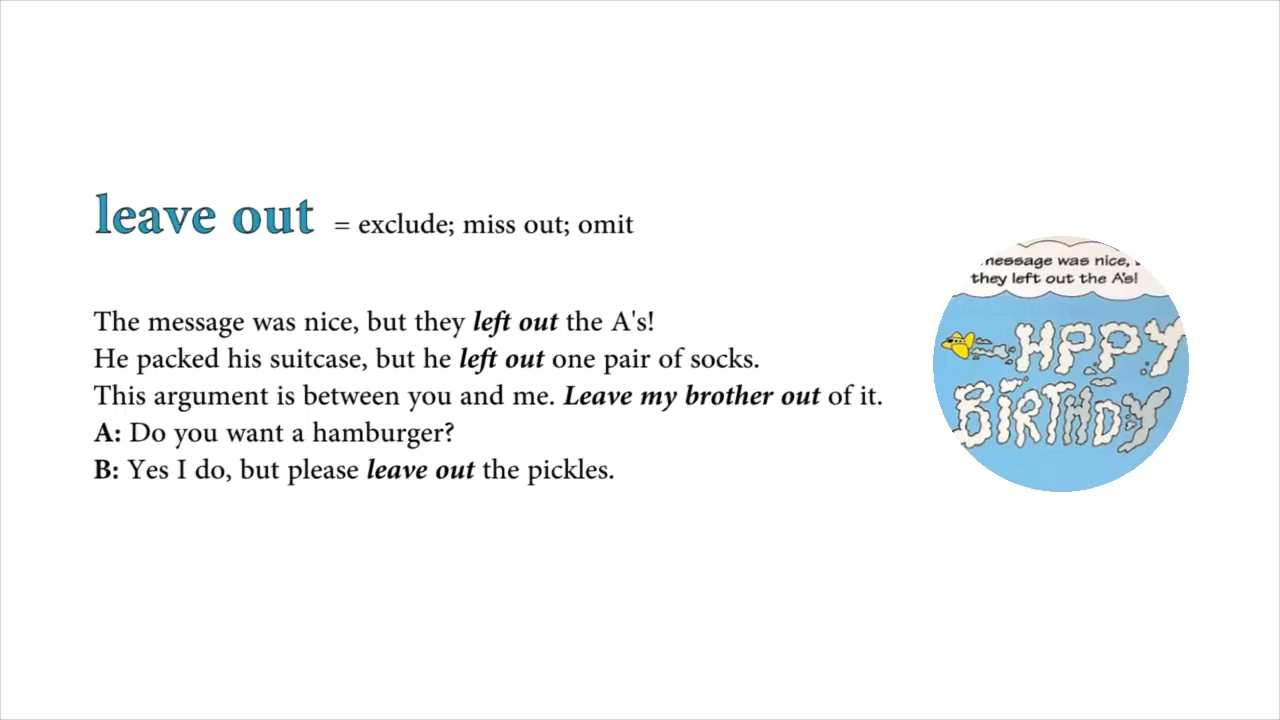 leave out = exclude; miss out; omit
The message was nice, but they left out the A's!
He packed his suitcase, but he left out one pair of socks.
This argument is between you and me. Leave my brother out of it.
A: Do you want a hamburger?
B: Yes I do, but please leave out the pickles.
message was nice,
they left out the A's!
HPPY
BIRTHDY